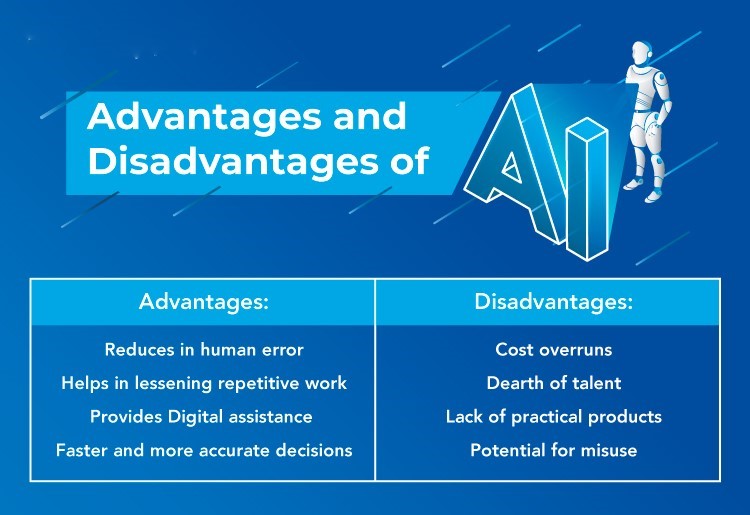 Advantages and
Disadvantages of
AI
Advantages:
Reduces in human error
Helps in lessening repetitive work
Provides Digital assistance
Faster and more accurate decisions
Disadvantages:
Cost overruns
Dearth of talent
Lack of practical products
Potential for misuse